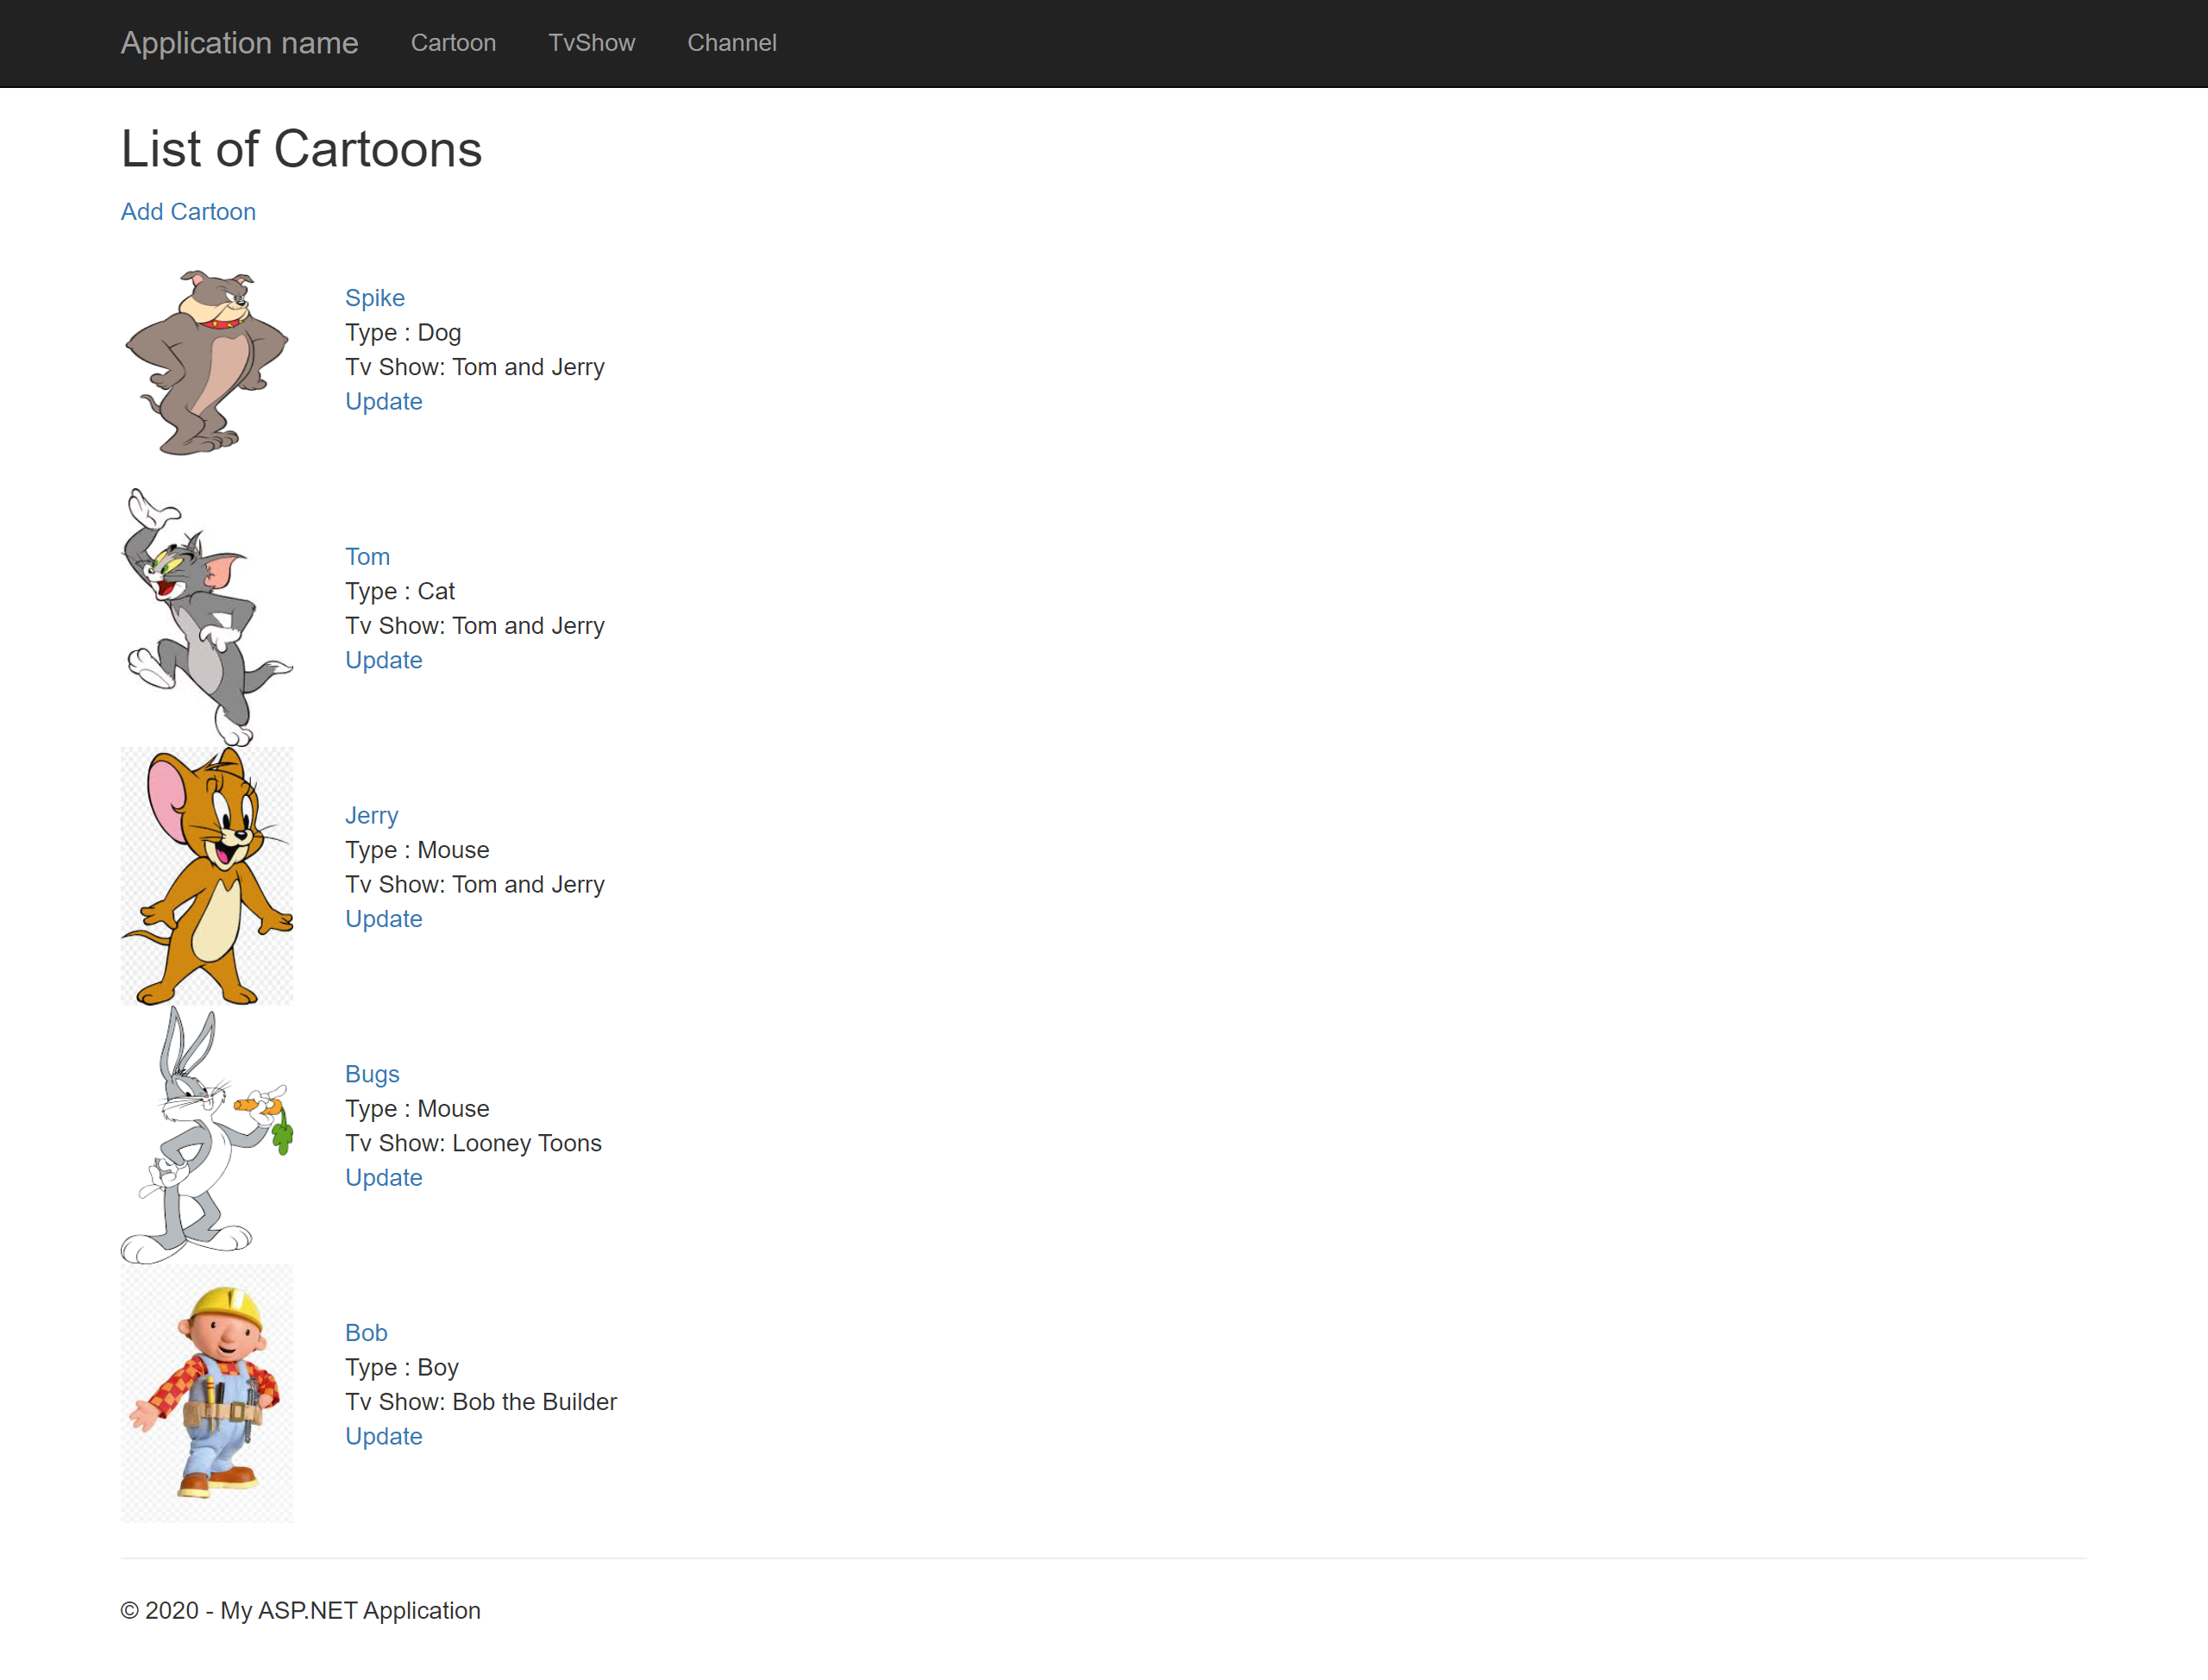 Application name Cartoon TvShow Channel
List of Cartoons
Add Cartoon
Spike
Type : Dog
Tv Show: Tom and Jerry
Update
Tom
Type : Cat
Tv Show: Tom and Jerry
Update
Jerry
Type : Mouse
Tv Show: Tom and Jerry
Update
Bugs
Type : Mouse
Tv Show: Looney Toons
Update
Bob
Type : Boy
Tv Show: Bob the Builder
Update
© 2020 - My ASP.NET Application